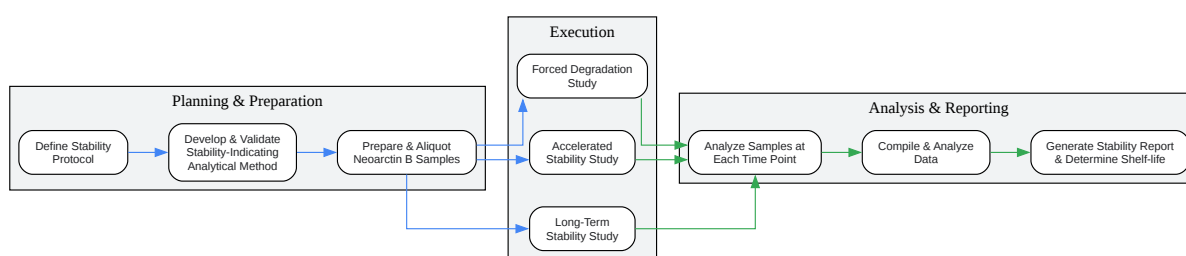 Planning & Preparation
Define Stability
Protocol
Develop & Validate
Stability-Indicating
Analytical Method
Prepare & Aliquot
Neoarctin B Samples
Execution
Forced Degradation
Study
Accelerated
Stability Study
Long-Term
Stability Study
Analysis & Reporting
Analyze Samples at
Each Time Point
Compile & Analyze
Data
Generate Stability Report
& Determine Shelf-life